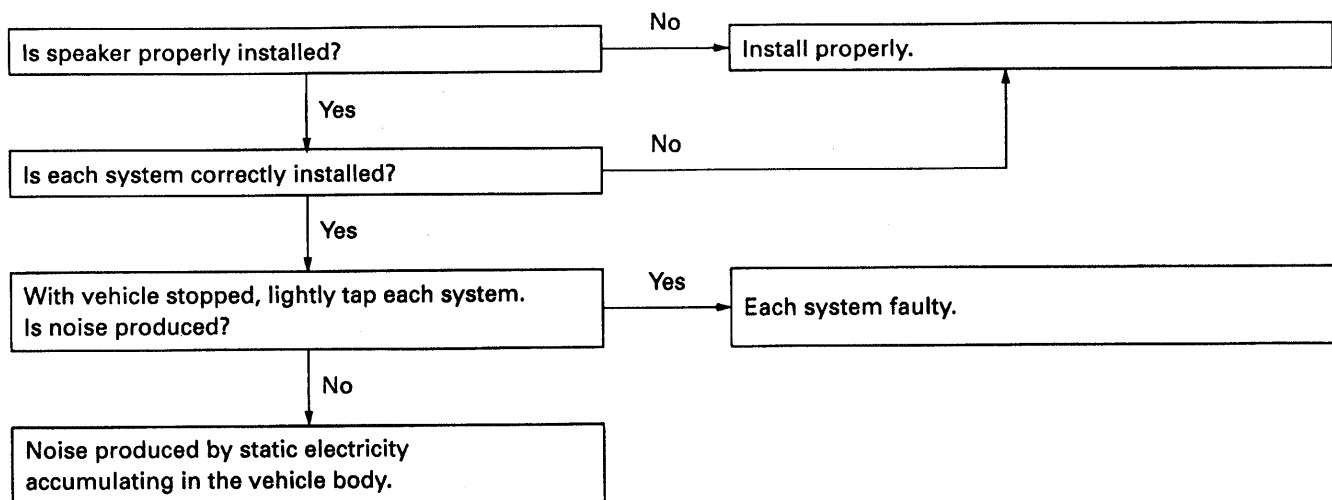 Is speaker properly installed?
No
Install properly.
Yes
Is each system correctly installed?
No
Yes
With vehicle stopped, lightly tap each system.
Is noise produced?
Yes
Each system faulty.
No
Noise produced by static electricity
accumulating in the vehicle body.